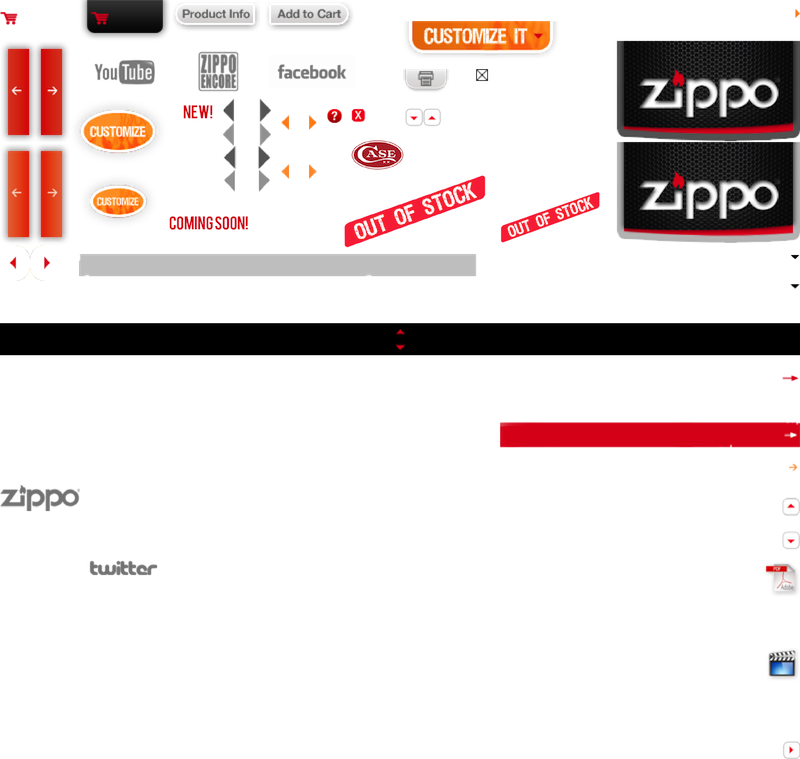 Product Info
Add to Cart
CUSTOMIZE IT
YouTube
ZIPPO
ENCORE
facebook
zippo
NEW!
?
X
CUSTOMIZE
CASE
XX
zippo
CUSTOMIZE
OUT OF STOCK
OUT OF STOCK
COMING SOON!
zippo
twitter
PDF
Adobe